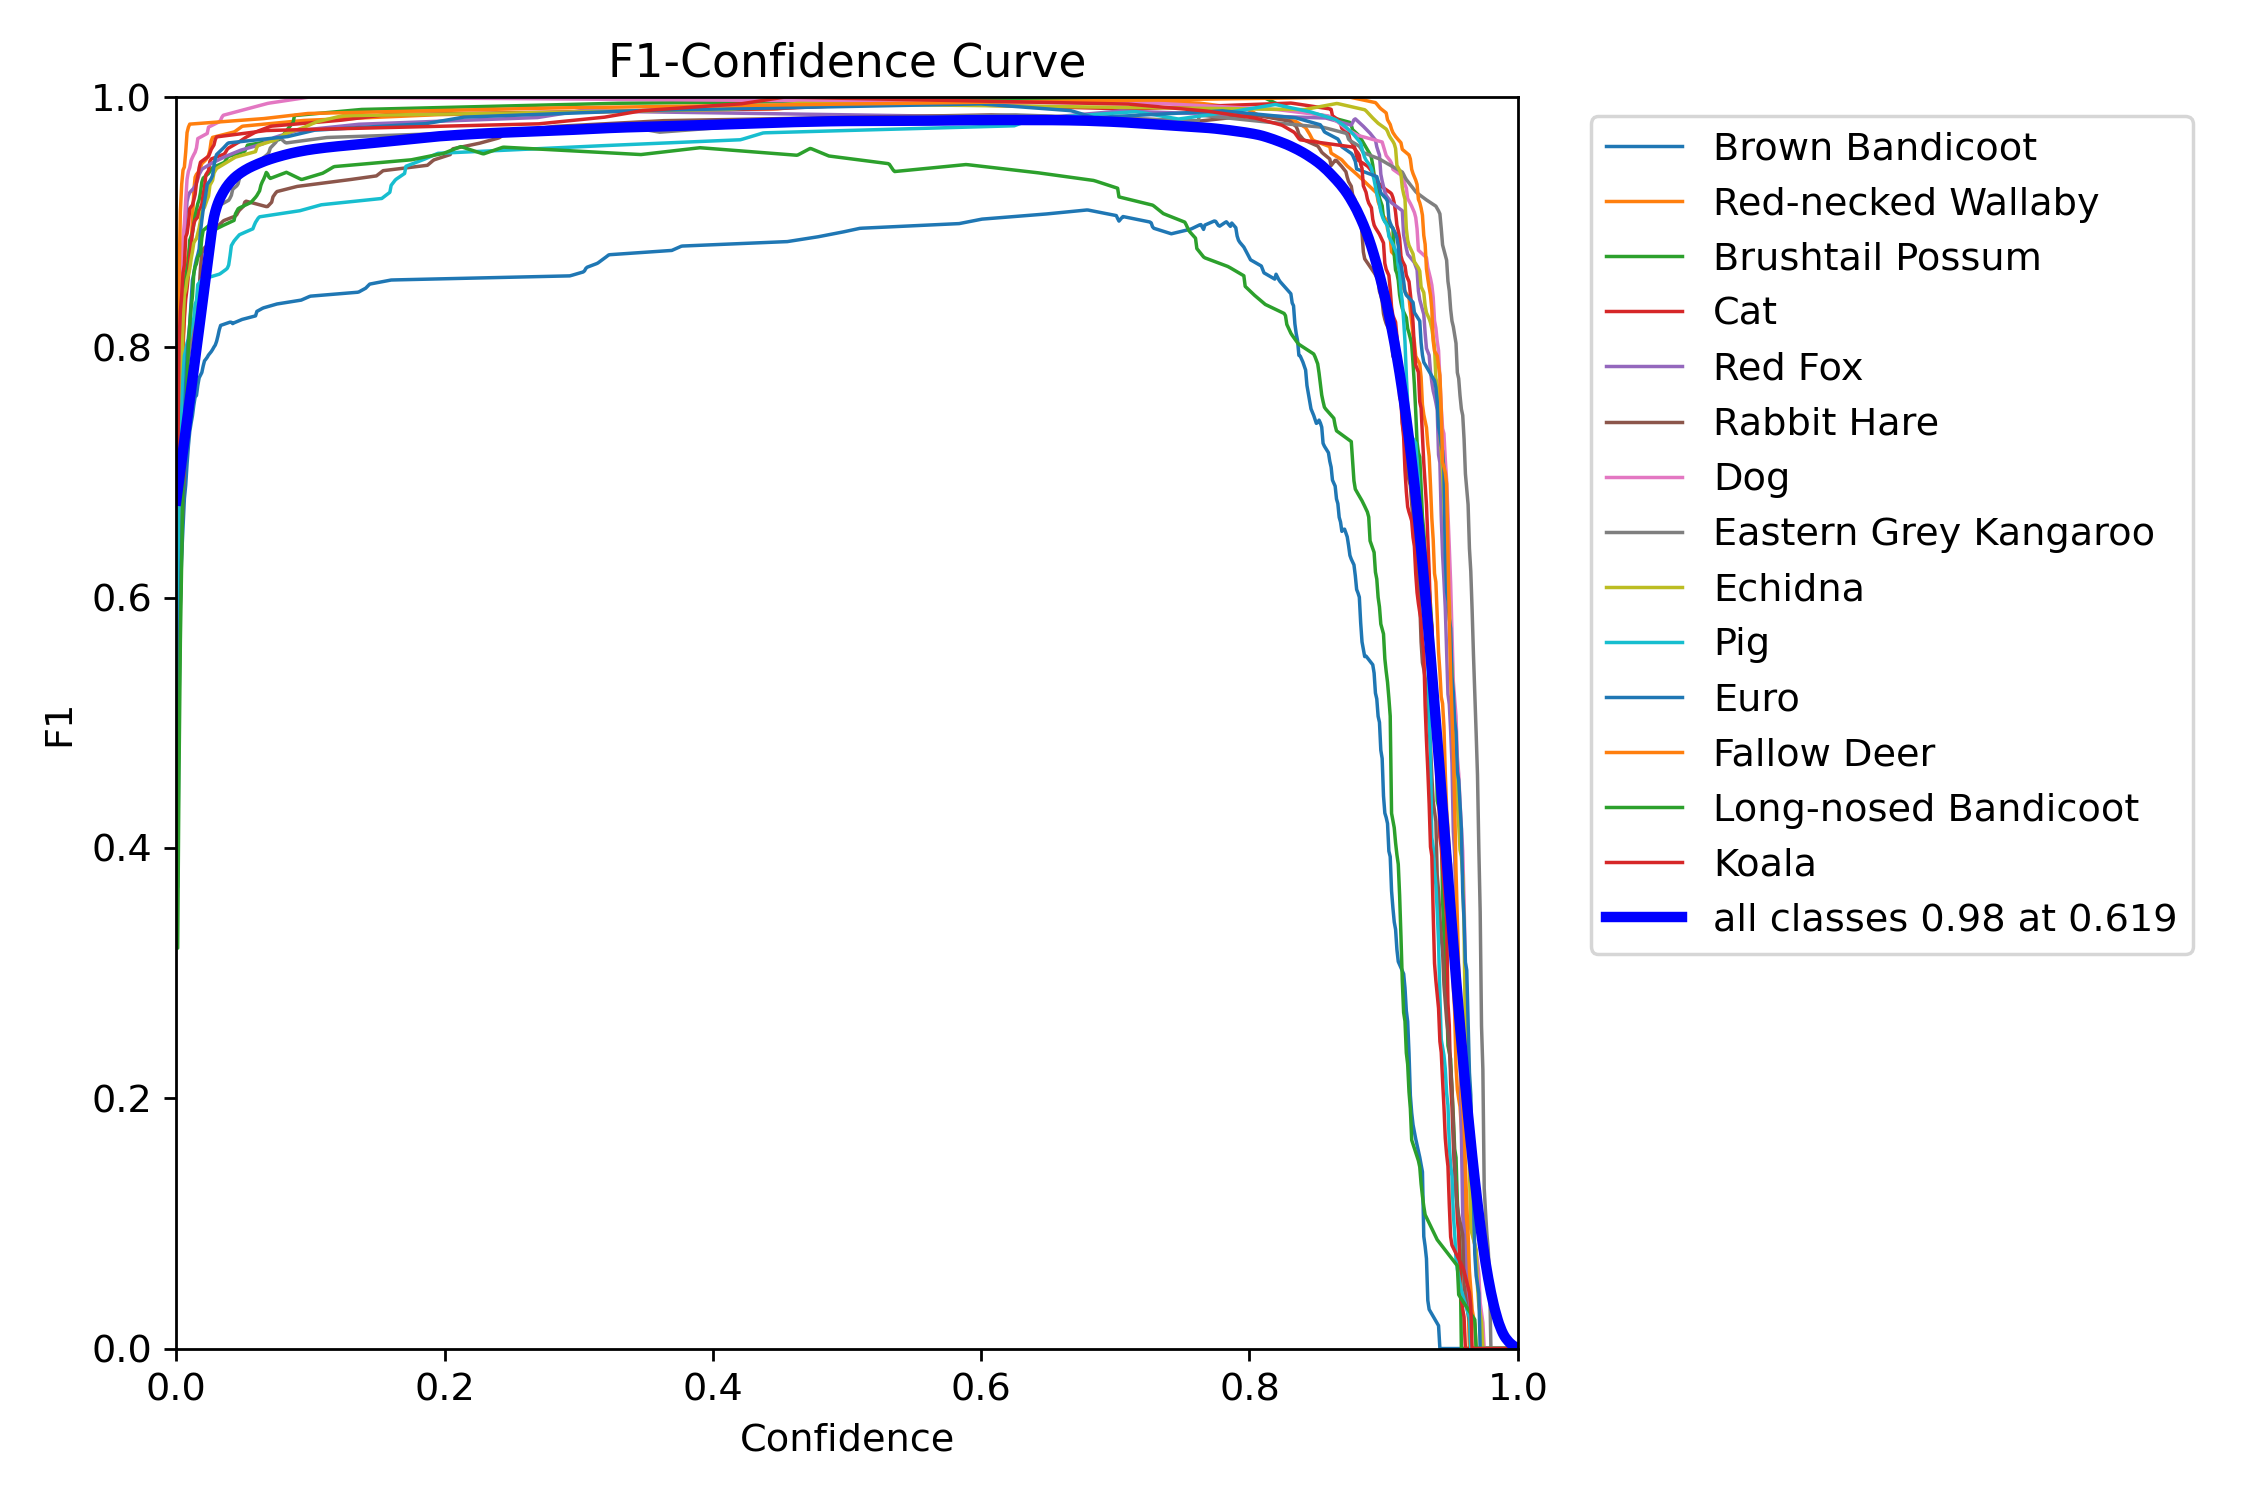 F1-Confidence Curve
1.0
0.8
0.6
0.4
0.2
0.0
F1
0.0 0.2 0.4 0.6 0.8 1.0
Confidence
Brown Bandicoot
Red-necked Wallaby
Brushtail Possum
Cat
Red Fox
Rabbit Hare
Dog
Eastern Grey Kangaroo
Echidna
Pig
Euro
Fallow Deer
Long-nosed Bandicoot
Koala
all classes 0.98 at 0.619